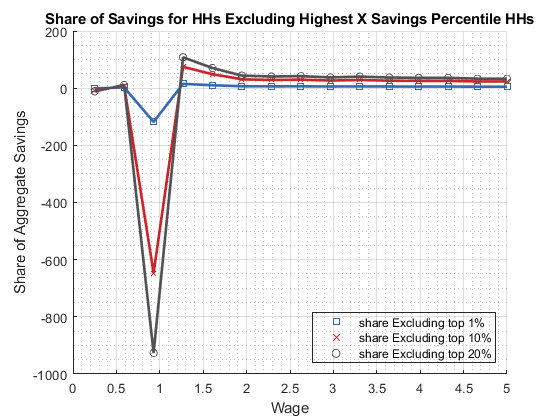 Share of Savings for HHs Excluding Highest X Savings Percentile HHs
200
0
-200
-400
-600
-800
-1000
Share of Aggregate Savings
share Excluding top 1%
share Excluding top 10%
share Excluding top 20%
0 0.5 1 1.5 2 2.5 3 3.5 4 4.5 5
Wage